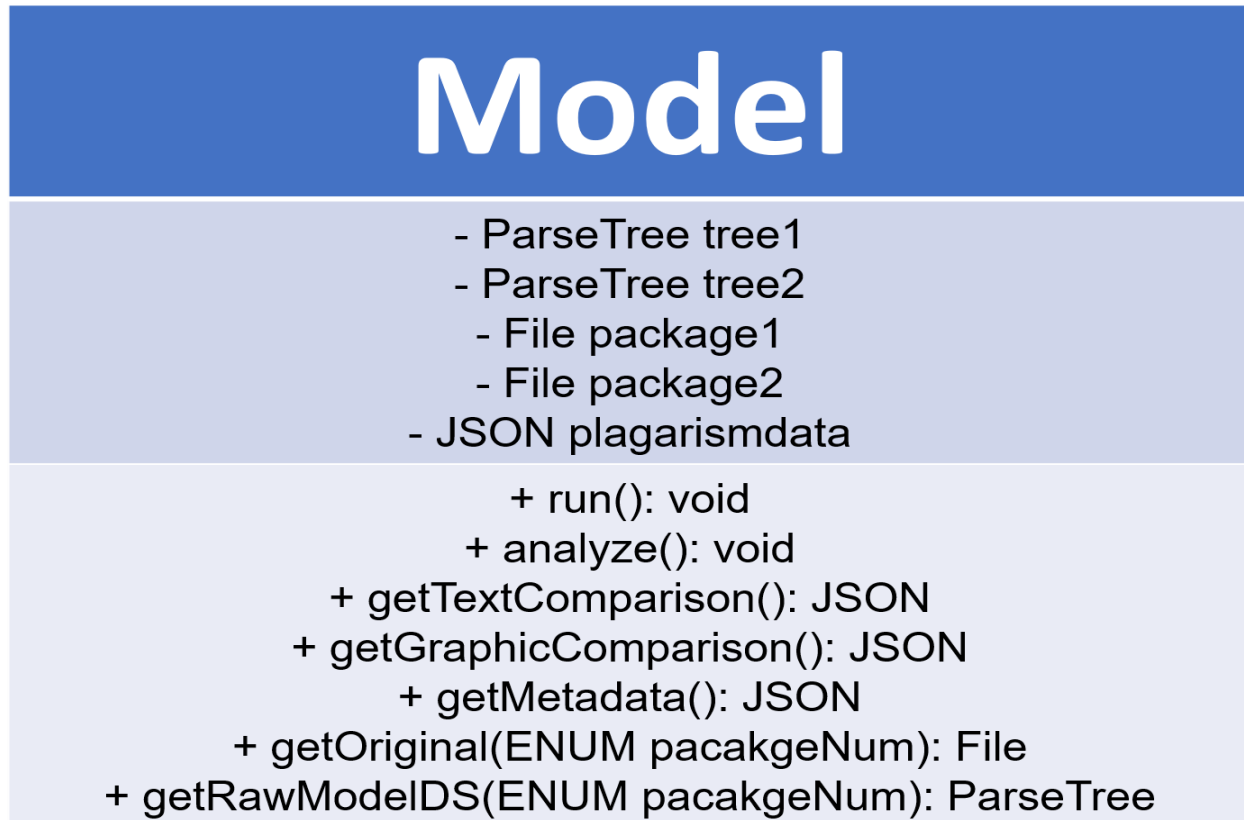 Model
- ParseTree tree1
- ParseTree tree2
- File package1
- File package2
- JSON plagarismdata
+ run(): void
+ analyze(): void
+ getTextComparison(): JSON
+ getGraphicComparison(): JSON
+ getMetadata(): JSON
+ getOriginal(ENUM pacakgeNum): File
+ getRawModelDS(ENUM pacakgeNum): ParseTree